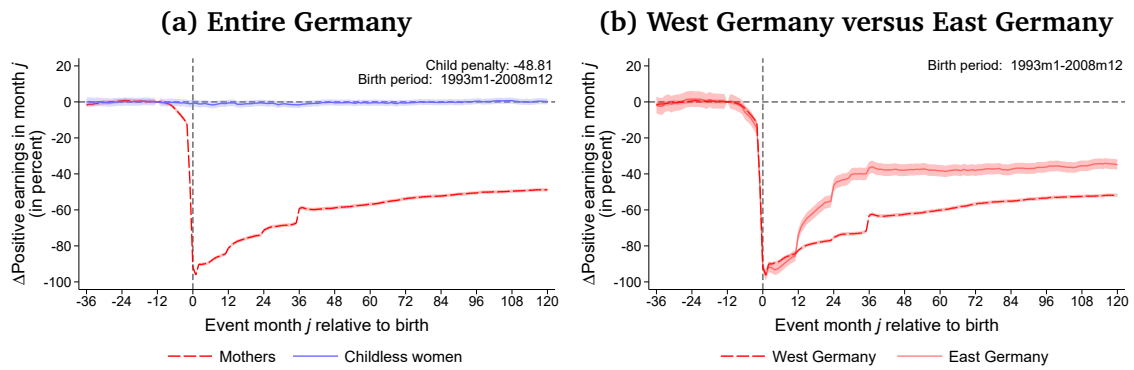 (a) Entire Germany
Child penalty: -48.81
Birth period: 1993m1-2008m12
ΔPositive earnings in month j
(in percent)
20
0
-20
-40
-60
-80
-100
-36 -24 -12 0 12 24 36 48 60 72 84 96 108 120
Event month j relative to birth
Mothers Childless women
(b) West Germany versus East Germany
Birth period: 1993m1-2008m12
ΔPositive earnings in month j
(in percent)
20
0
-20
-40
-60
-80
-100
-36 -24 -12 0 12 24 36 48 60 72 84 96 108 120
Event month j relative to birth
West Germany East Germany